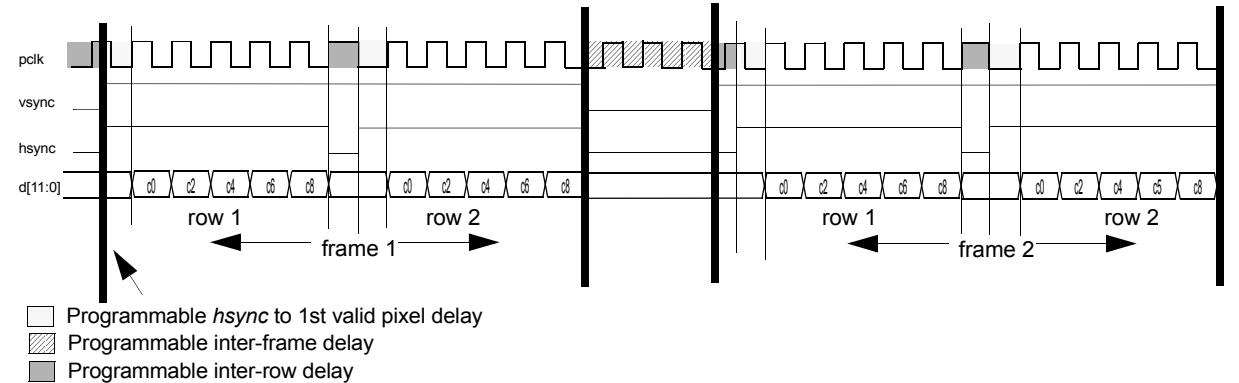 pclk
vsync
hsync
d[11:0] c0 c2 c4 c6 c8 c0 c2 c4 c6 c8 c0 c2 c4 c6 c8 c0 c2 c4 c5 c8
row 1 row 2 row 1 row 2
frame 1 frame 2
Programmable hsync to 1st valid pixel delay
Programmable inter-frame delay
Programmable inter-row delay